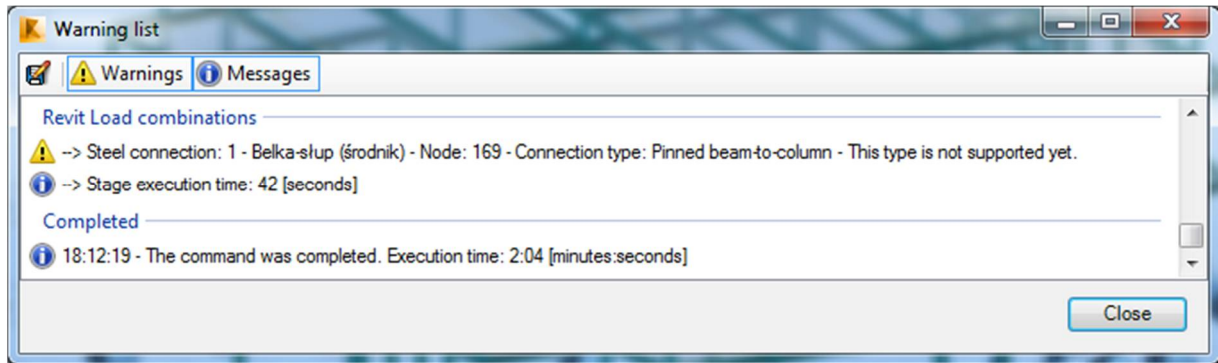 Warning list
Warnings Messages
Revit Load combinations
--> Steel connection: 1 - Belka-słup (środnik) - Node: 169 - Connection type: Pinned beam-to-column - This type is not supported yet.
--> Stage execution time: 42 [seconds]
Completed
18:12:19 - The command was completed. Execution time: 2:04 [minutes:seconds]
Close